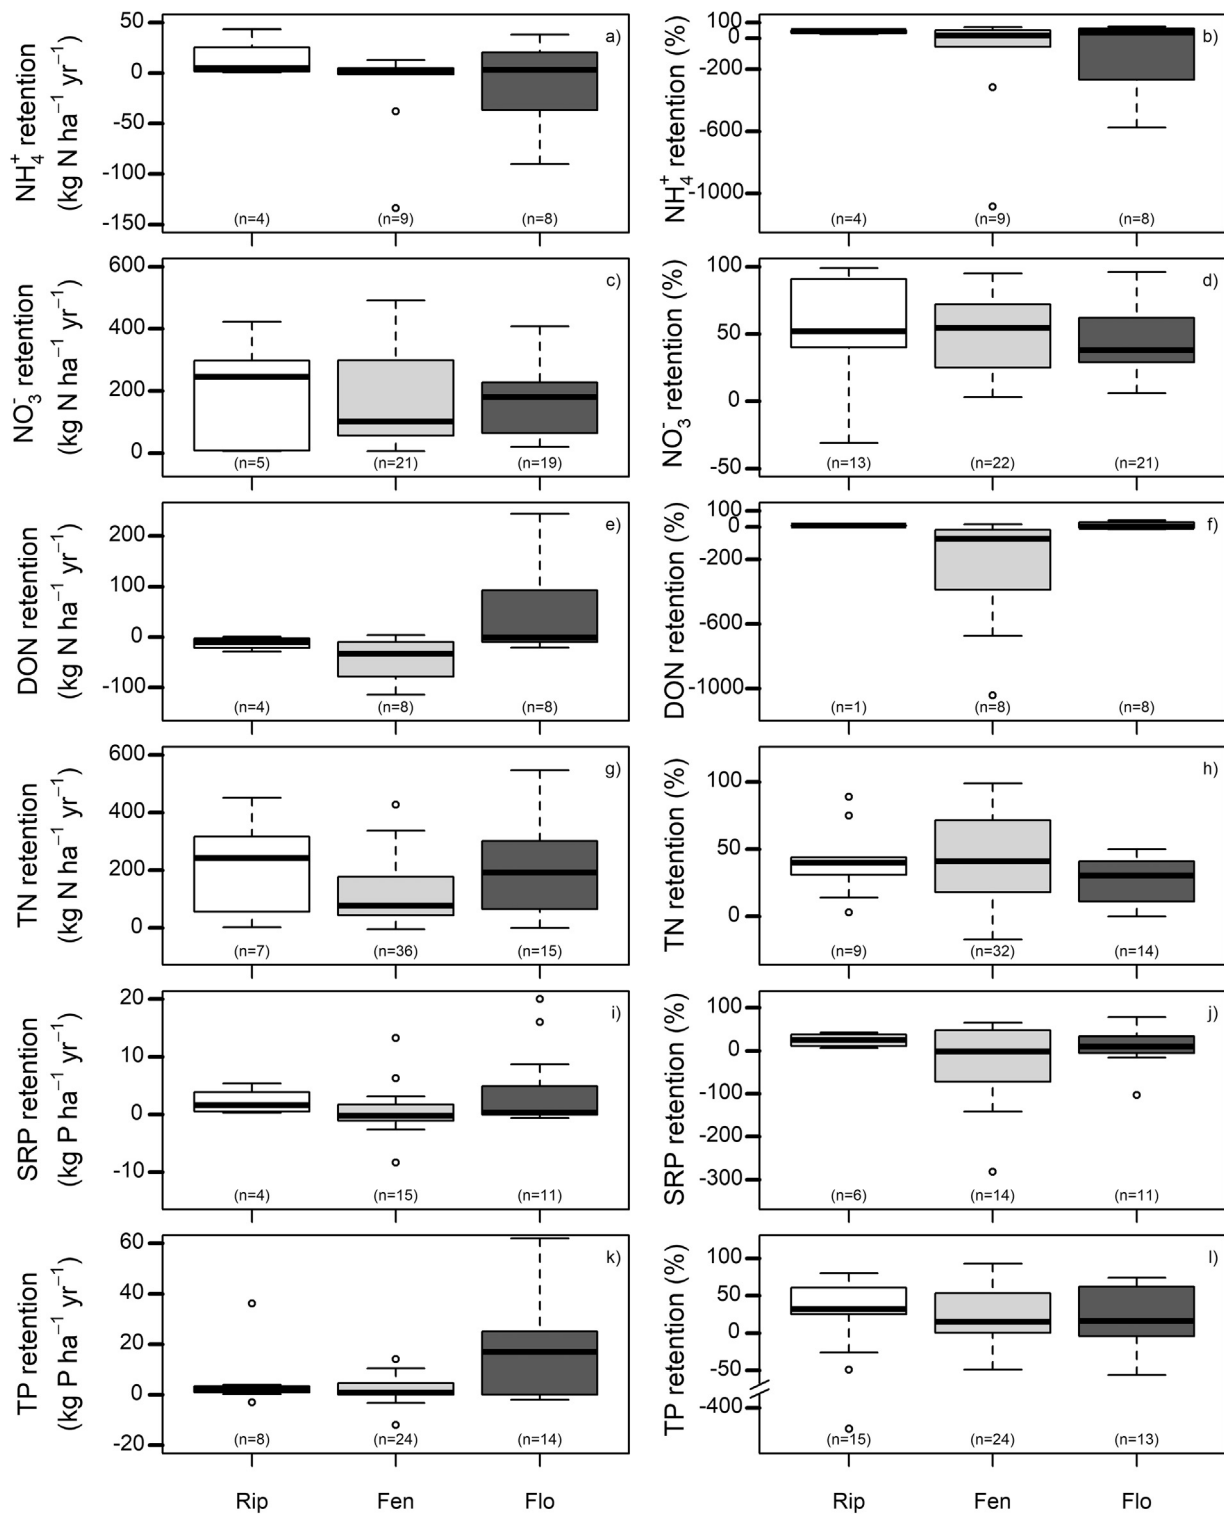 NH₄⁺ retention
(kg N ha⁻¹ yr⁻¹)
50
0
-50
-100
-150
a)
(n=4)
(n=9)
(n=8)
NH₄⁺ retention (%)
100
0
-200
-600
-1000
b)
(n=4)
(n=9)
(n=8)
NO₃⁻ retention
(kg N ha⁻¹ yr⁻¹)
600
400
200
0
c)
(n=5)
(n=21)
(n=19)
NO₃⁻ retention (%)
100
50
0
-50
d)
(n=13)
(n=22)
(n=21)
DON retention
(kg N ha⁻¹ yr⁻¹)
200
100
0
-100
e)
(n=4)
(n=8)
(n=8)
DON retention (%)
100
0
-200
-600
-1000
f)
(n=1)
(n=8)
(n=8)
TN retention
(kg N ha⁻¹ yr⁻¹)
600
400
200
0
g)
(n=7)
(n=36)
(n=15)
TN retention (%)
100
50
0
h)
(n=9)
(n=32)
(n=14)
SRP retention
(kg P ha⁻¹ yr⁻¹)
20
10
0
-10
i)
(n=4)
(n=15)
(n=11)
SRP retention (%)
100
0
-100
-200
-300
j)
(n=6)
(n=14)
(n=11)
TP retention
(kg P ha⁻¹ yr⁻¹)
60
40
20
0
-20
k)
(n=8)
(n=24)
(n=14)
TP retention (%)
100
50
0
-50
-400
l)
(n=15)
(n=24)
(n=13)
Rip
Fen
Flo
Rip
Fen
Flo